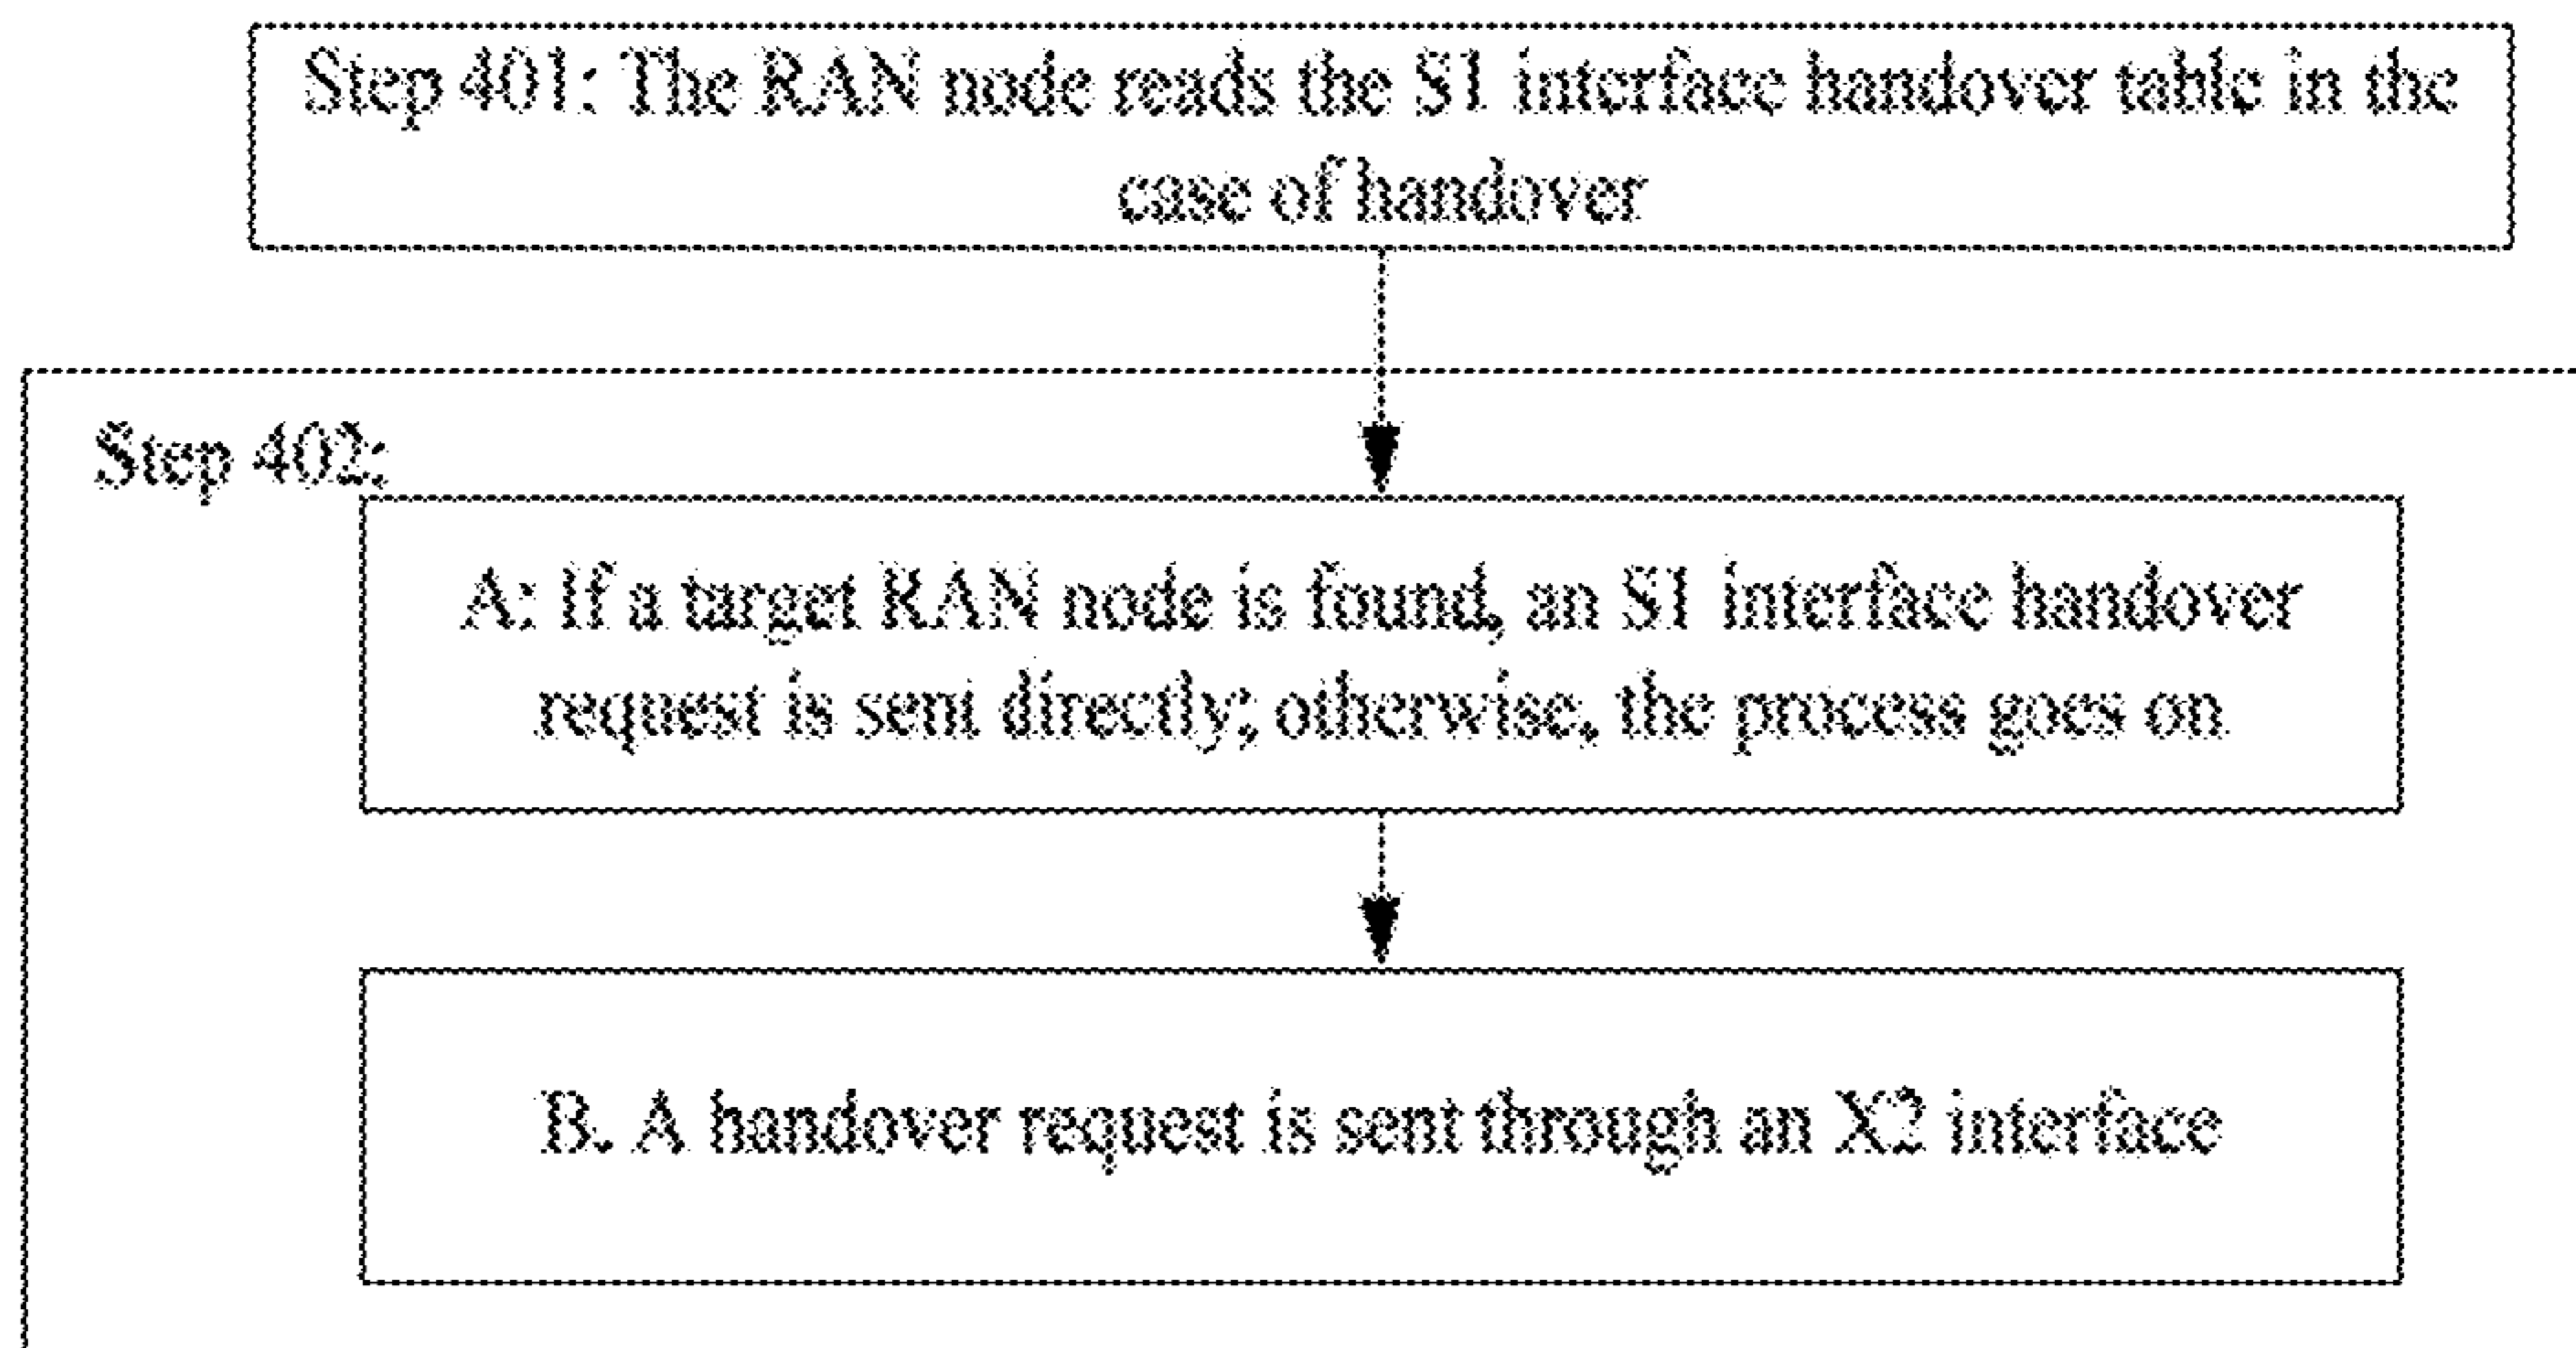 Step 401: The RAN node reads the S1 interface handover table in the
case of handover
Step 402:
A: If a target RAN node is found, an S1 interface handover
request is sent directly; otherwise, the process goes on
B. A handover request is sent through an X2 interface